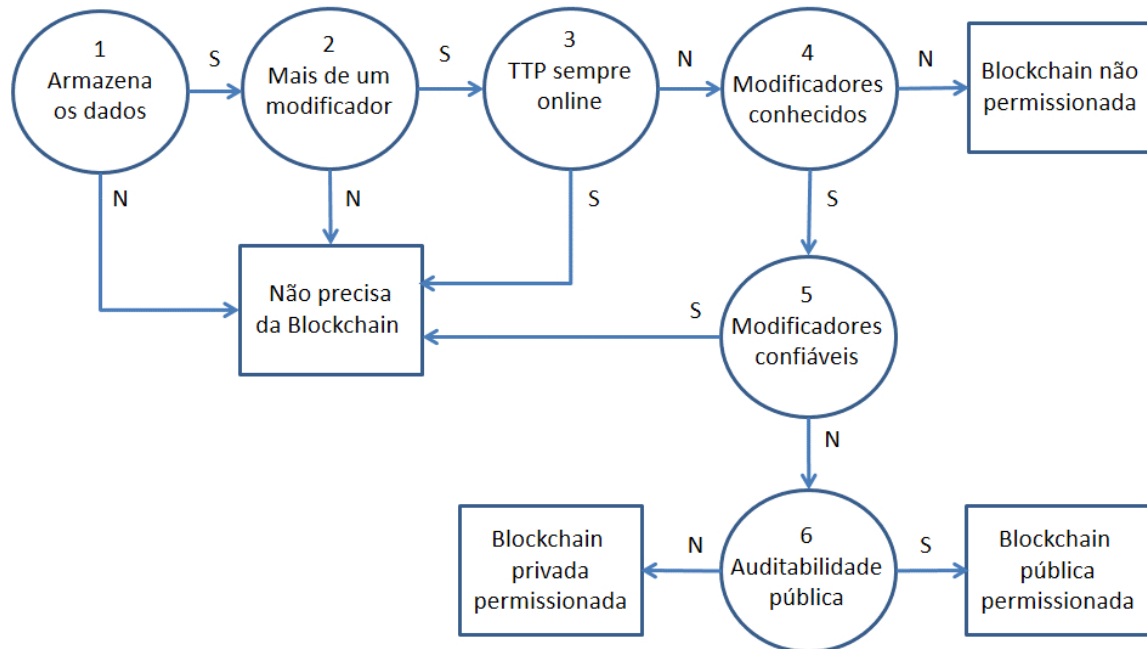 1
Armazena
os dados
S
2
Mais de um
modificador
S
3
TTP sempre
online
N
4
Modificadores
conhecidos
N
Blockchain não
permissionada
N
N
S
S
Não precisa
da Blockchain
S
5
Modificadores
confiáveis
N
Blockchain
privada
permissionada
N
6
Auditabilidade
pública
S
Blockchain
pública
permissionada